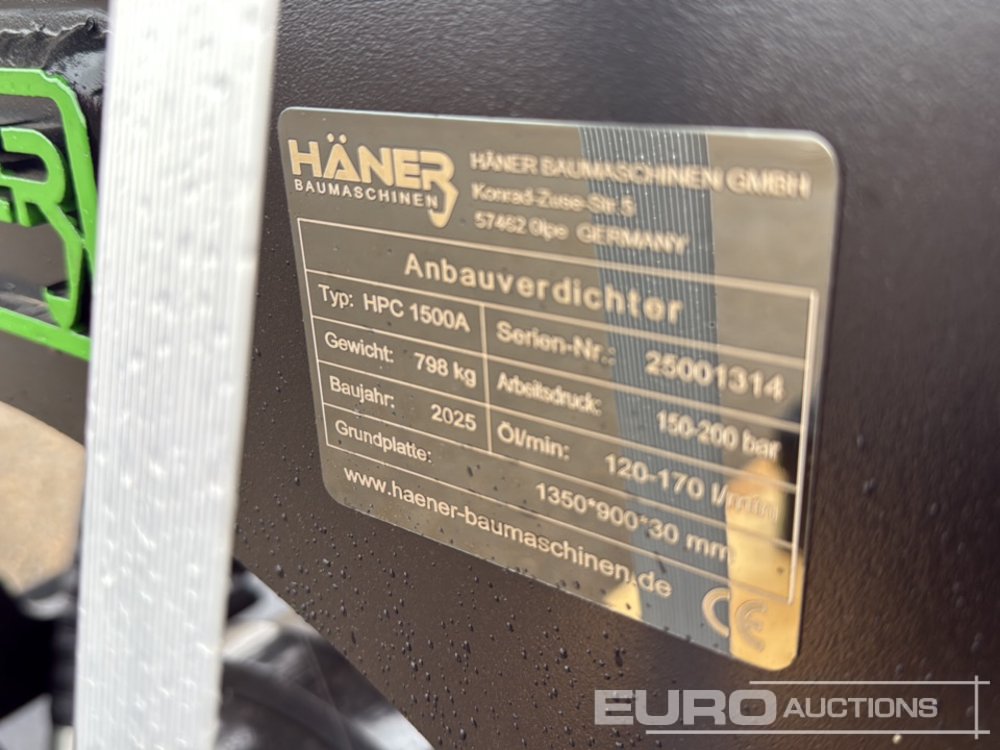 HÄNER
BAUMASCHINEN
HÄNER BAUMASCHINEN GMBH
Konrad-Zuse-Str.
57462 Olpe GERMANY
Anbauverdichter
Typ: HPC 1500A
Serien-Nr.: 25001314
Gewicht: 798 kg
Arbeitsdruck: 150-200 bar
Baujahr: 2025
Öl/min: 120-170 l/min
Grundplatte: 1350*900*30 mm
www.haener-baumaschinen.de
CE
ER
EURO AUCTIONS